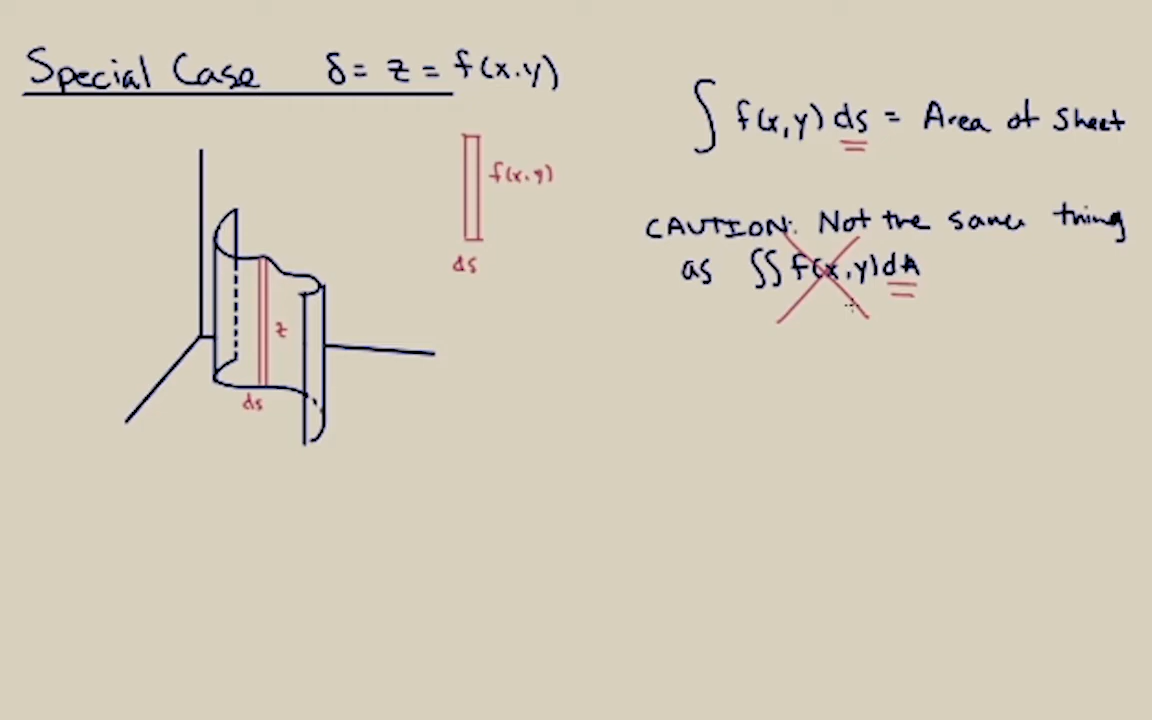 Special Case δ = z = f(x,y)
∫ f(x,y) ds = Area of Sheet
f(x,y)
ds
CAUTION: Not the same thing
as ∬ f(x,y) dA
z
ds